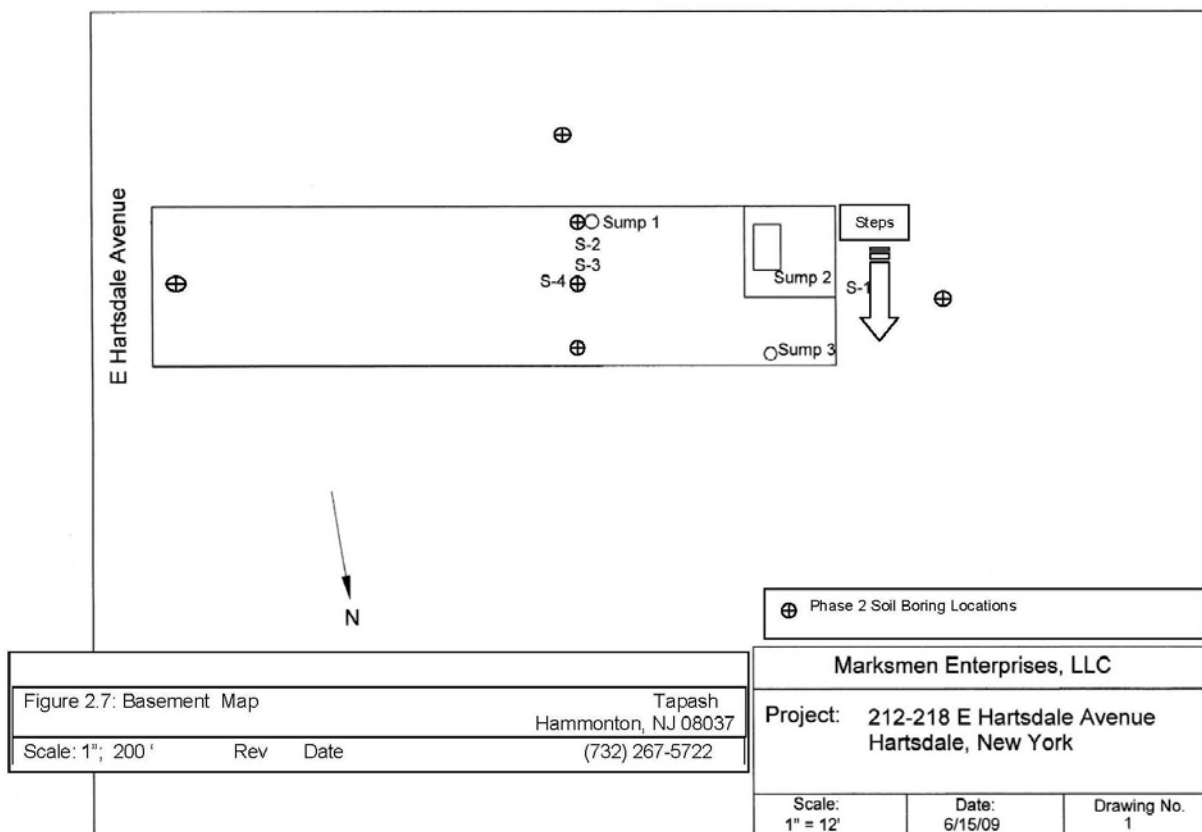 E Hartsdale Avenue
Sump 1
S-2
S-3
S-4
Steps
Sump 2
S-1
Sump 3
N
Phase 2 Soil Boring Locations
Marksmen Enterprises, LLC
Figure 2.7: Basement Map
Tapash
Hammonton, NJ 08037
Scale: 1"; 200 '
Rev
Date
(732) 267-5722
Project: 212-218 E Hartsdale Avenue
Hartsdale, New York
Scale:
1" = 12'
Date:
6/15/09
Drawing No.
1